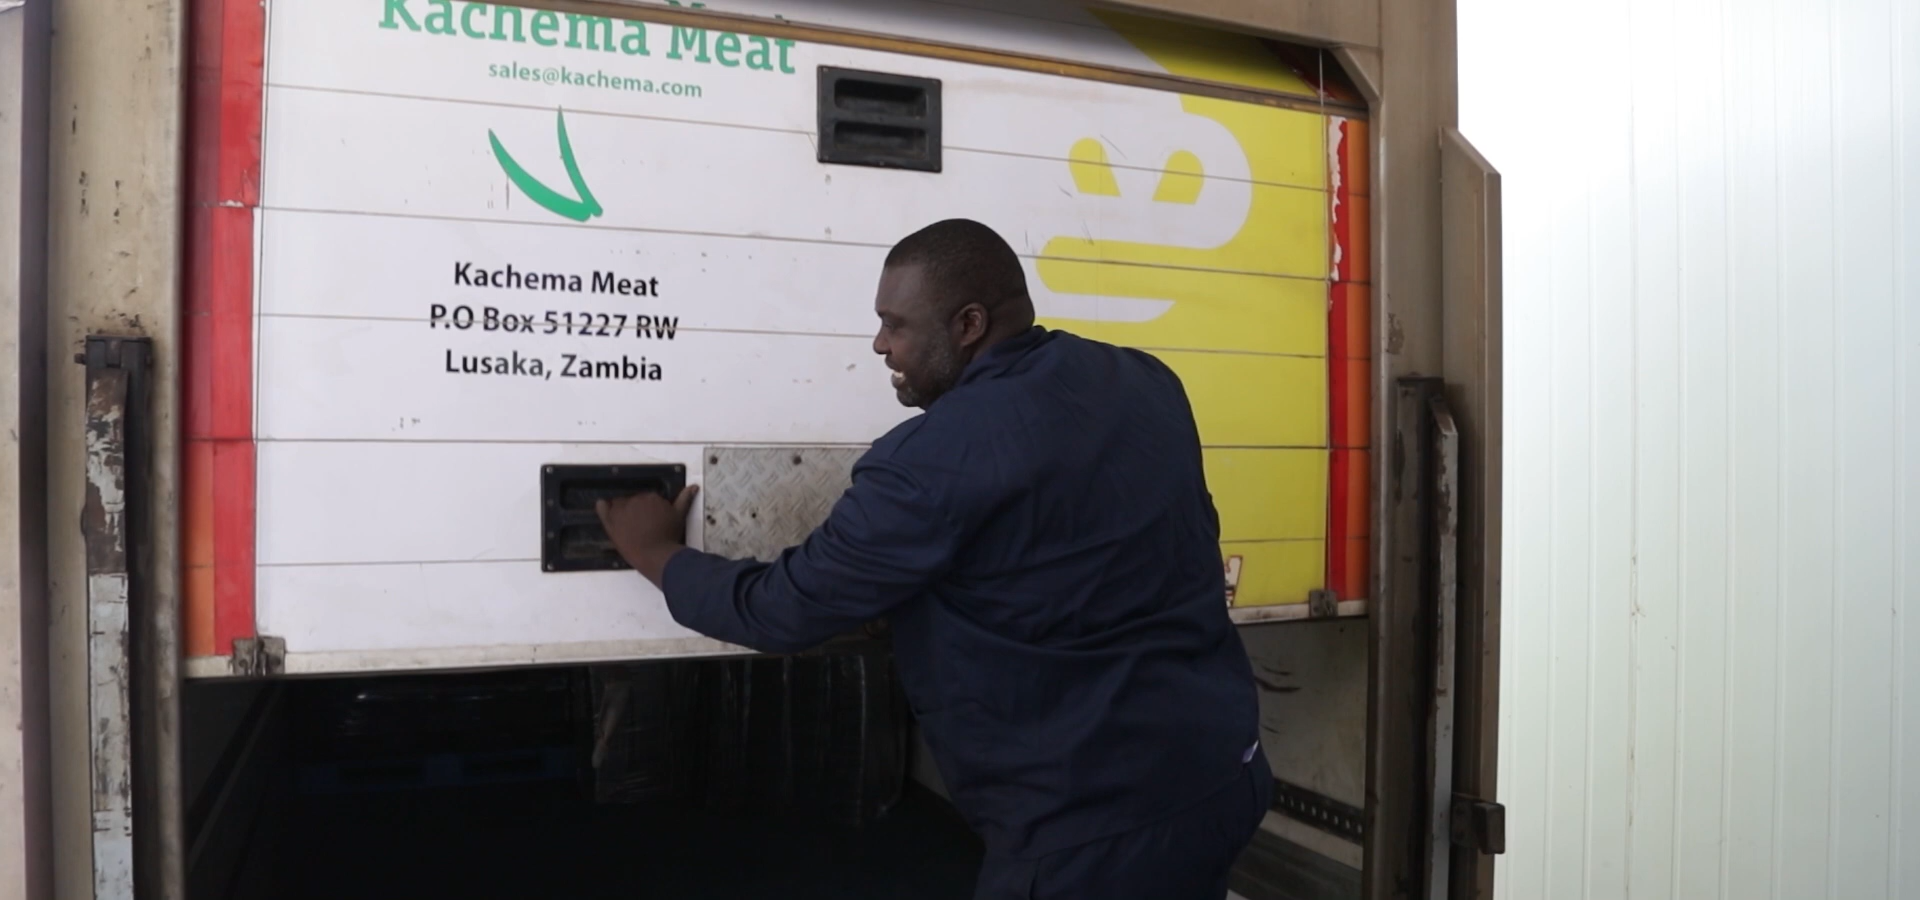 Kachema Meat
sales@kachema.com
Kachema Meat
P.O Box 51227 RW
Lusaka, Zambia